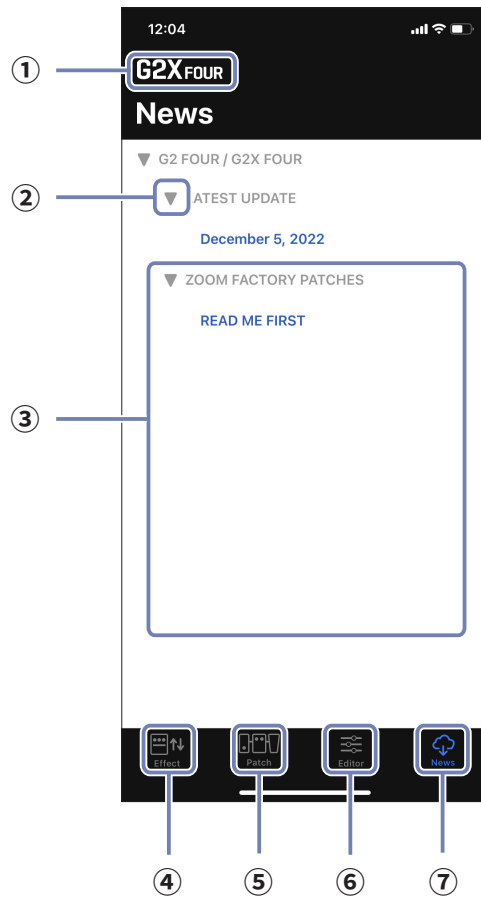 12:04
① G2X FOUR
News
▼ G2 FOUR / G2X FOUR
② ▼ ATEST UPDATE
December 5, 2022
▼ ZOOM FACTORY PATCHES
READ ME FIRST
③
Effect Patch Editor News
④ ⑤ ⑥ ⑦